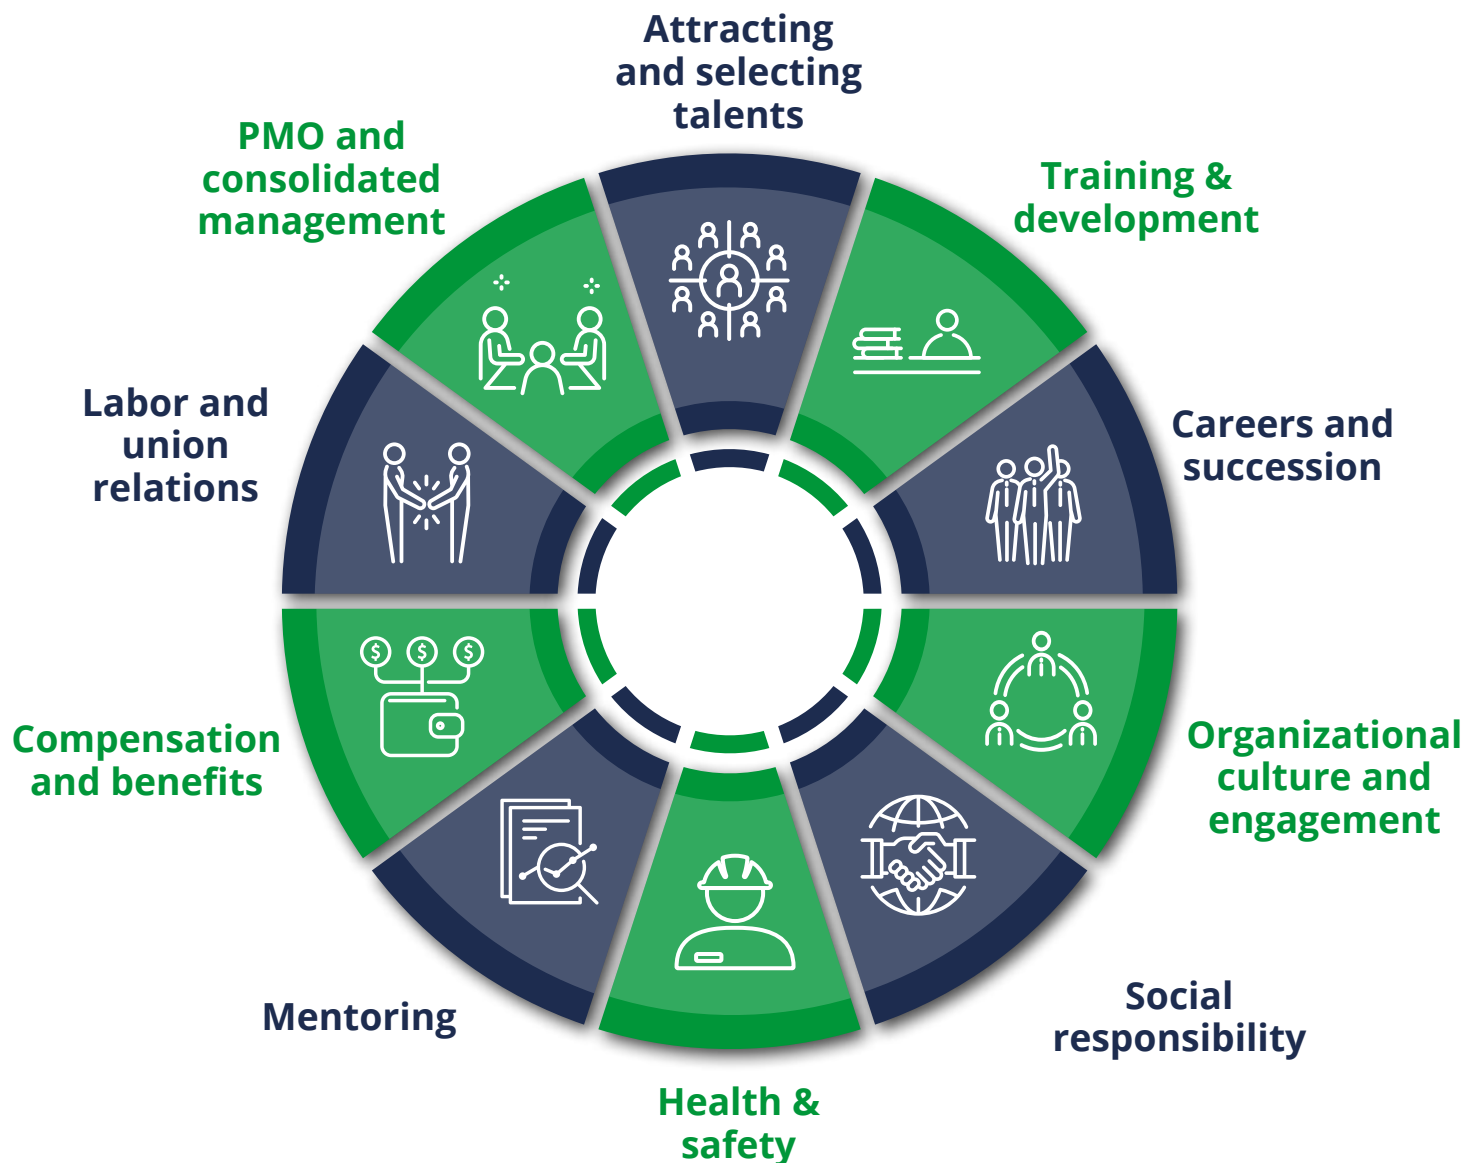 Attracting
and selecting
talents
Training &
development
Careers and
succession
Organizational
culture and
engagement
Social
responsibility
Health &
safety
Mentoring
Compensation
and benefits
$ $ $
Labor and
union
relations
PMO and
consolidated
management